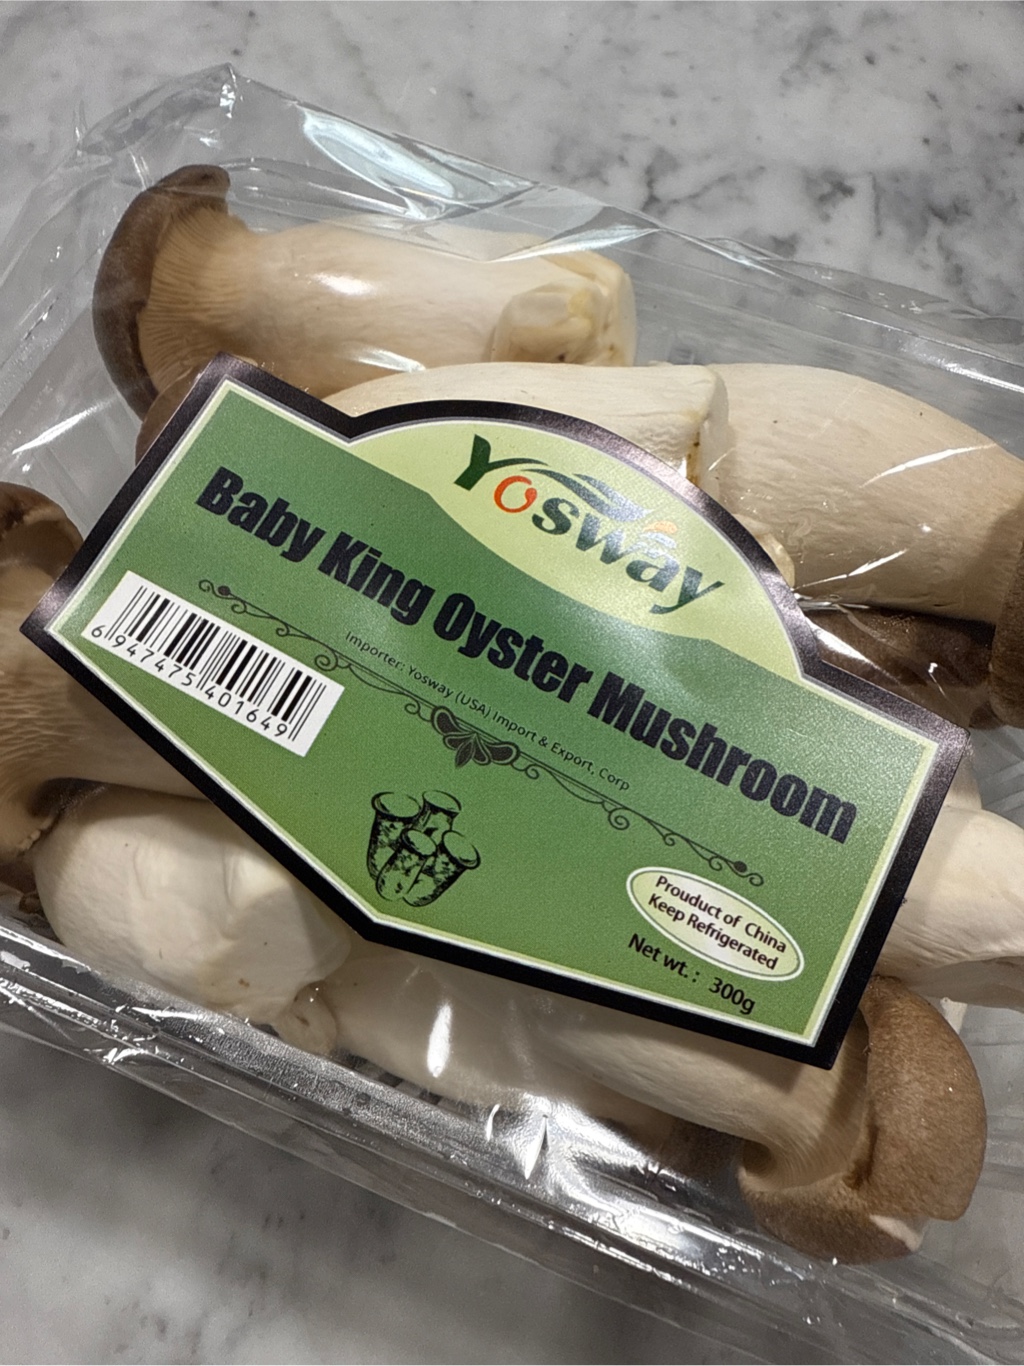 Yosway
Baby King Oyster Mushroom
Importer: Yosway (USA) Import & Export, Corp
6 947475 401649
Prouduct of China
Keep Refrigerated
Net wt. : 300g